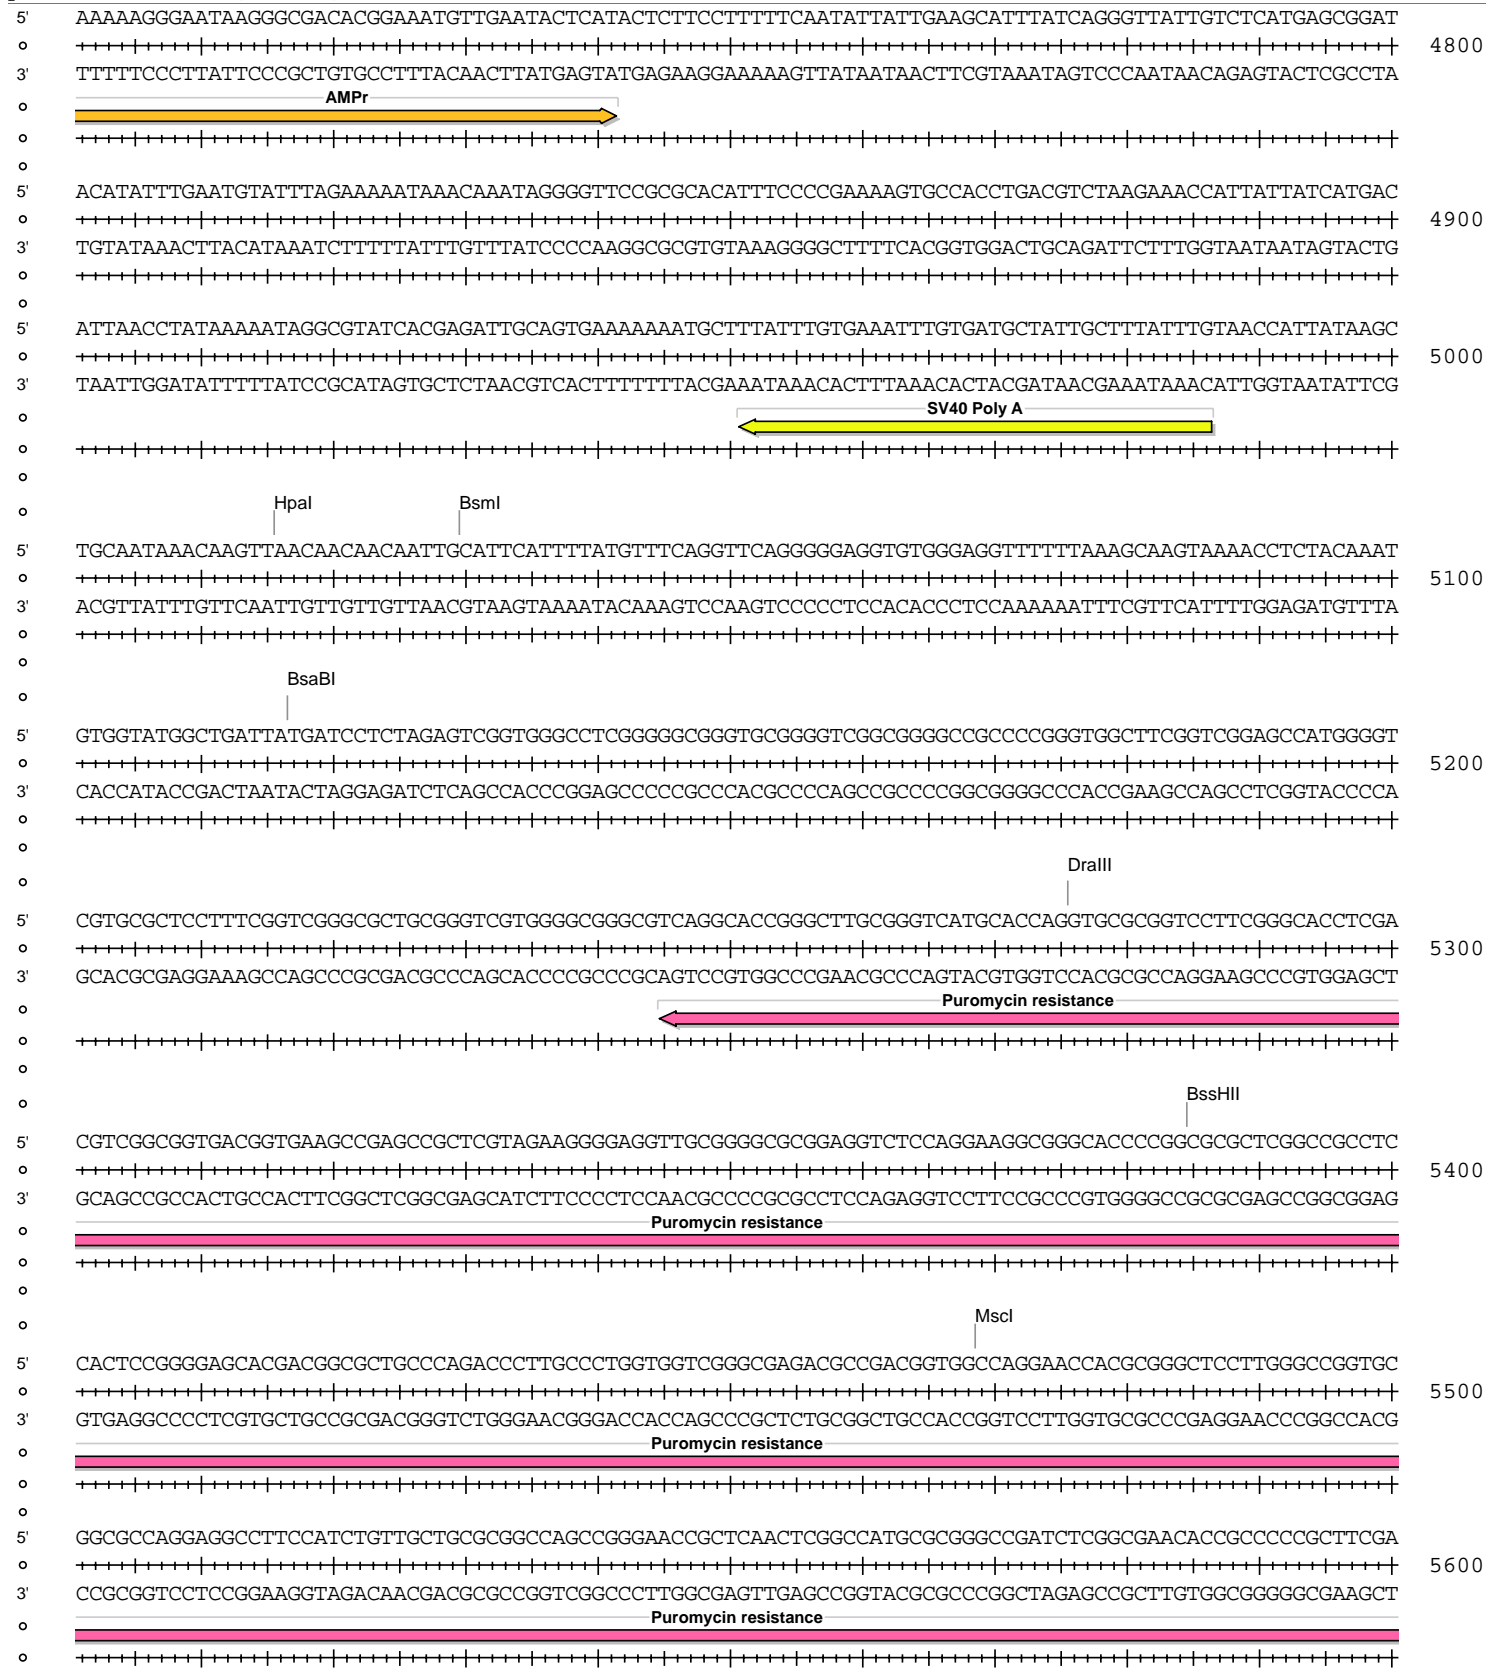 5' AAAAAGGGAATAAGGGCGACACGGAAATGTTGAATACTCATACTCTTCCTTTTTCAATATTATTGAAGCATTTATCAGGGTTATTGTCTCATGAGCGGAT
4800
3' TTTTTCCCTTATTCCCGCTGTGCCTTTACAACTTATGAGTATGAGAAGGAAAAAGTTATAATAACTTCGTAAATAGTCCCAATAACAGAGTACTCGCCTA
AMPr
5' ACATATTTGAATGTATTTAGAAAAATAAACAAATAGGGGTTCCGCGCACATTTCCCCGAAAAGTGCCACCTGACGTCTAAGAAACCATTATTATCATGAC
4900
3' TGTATAAACTTACATAAATCTTTTTATTTGTTTATCCCCAAGGCGCGTGTAAAGGGGCTTTTCACGGTGGACTGCAGATTCTTTGGTAATAATAGTACTG
5' ATTAACCTATAAAAATAGGCGTATCACGAGATTGCAGTGAAAAAAATGCTTTATTTGTGAAATTTGTGATGCTATTGCTTTATTTGTAACCATTATAAGC
5000
3' TAATTGGATATTTTTATCCGCATAGTGCTCTAACGTCACTTTTTTTACGAAATAAACACTTTAAACACTACGATAACGAAATAAACATTGGTAATATTCG
SV40 Poly A
HpaI BsmI
5' TGCAATAAACAAGTTAACAACAACAATTGCATTCATTTTATGTTTCAGGTTCAGGGGGAGGTGTGGGAGGTTTTTTAAAGCAAGTAAAACCTCTACAAAT
5100
3' ACGTTATTTGTTCAATTGTTGTTGTTAACGTAAGTAAAATACAAAGTCCAAGTCCCCCTCCACACCCTCCAAAAAATTTCGTTCATTTTGGAGATGTTTA
BsaBI
5' GTGGTATGGCTGATTATGATCCTCTAGAGTCGGTGGGCCTCGGGGGCGGGTGCGGGGTCGGCGGGGCCGCCCCGGGTGGCTTCGGTCGGAGCCATGGGGT
5200
3' CACCATACCGACTAATACTAGGAGATCTCAGCCACCCGGAGCCCCCGCCCACGCCCCAGCCGCCCCGGCGGGGCCCACCGAAGCCAGCCTCGGTACCCCA
DraIII
5' CGTGCGCTCCTTTCGGTCGGGCGCTGCGGGTCGTGGGGCGGGCGTCAGGCACCGGGCTTGCGGGTCATGCACCAGGTGCGCGGTCCTTCGGGCACCTCGA
5300
3' GCACGCGAGGAAAGCCAGCCCGCGACGCCCAGCACCCCGCCCGCAGTCCGTGGCCCGAACGCCCAGTACGTGGTCCACGCGCCAGGAAGCCCGTGGAGCT
Puromycin resistance
BssHII
5' CGTCGGCGGTGACGGTGAAGCCGAGCCGCTCGTAGAAGGGGAGGTTGCGGGGCGCGGAGGTCTCCAGGAAGGCGGGCACCCCGGCGCGCTCGGCCGCCTC
5400
3' GCAGCCGCCACTGCCACTTCGGCTCGGCGAGCATCTTCCCCTCCAACGCCCCGCGCCTCCAGAGGTCCTTCCGCCCGTGGGGCCGCGCGAGCCGGCGGAG
Puromycin resistance
MscI
5' CACTCCGGGGAGCACGACGGCGCTGCCCAGACCCTTGCCCTGGTGGTCGGGCGAGACGCCGACGGTGGCCAGGAACCACGCGGGCTCCTTGGGCCGGTGC
5500
3' GTGAGGCCCCTCGTGCTGCCGCGACGGGTCTGGGAACGGGACCACCAGCCCGCTCTGCGGCTGCCACCGGTCCTTGGTGCGCCCGAGGAACCCGGCCACG
Puromycin resistance
5' GGCGCCAGGAGGCCTTCCATCTGTTGCTGCGCGGCCAGCCGGGAACCGCTCAACTCGGCCATGCGCGGGCCGATCTCGGCGAACACCGCCCCCGCTTCGA
5600
3' CCGCGGTCCTCCGGAAGGTAGACAACGACGCGCCGGTCGGCCCTTGGCGAGTTGAGCCGGTACGCGCCCGGCTAGAGCCGCTTGTGGCGGGGGCGAAGCT
Puromycin resistance